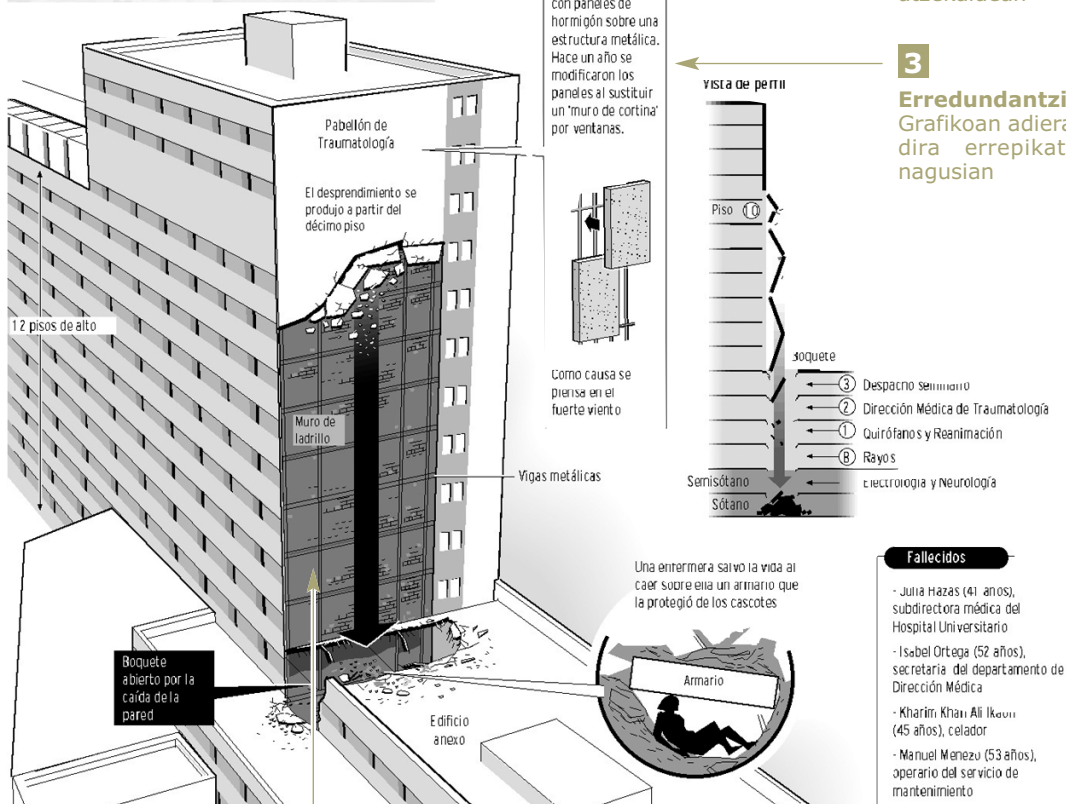 con paneles de
hormigón sobre una
estructura metálica.
Hace un año se
modificaron los
paneles al sustituir
un 'muro de cortina'
por ventanas.
3
Grafikoan
dira errepikat
nagusian
Vista de perfil
Pabellón de
Traumatología
El desprendimiento se
produjo a partir del
décimo piso
Piso 10
12 pisos de alto
Boquete
Como causa se
piensa en el
fuerte viento
3 Despacho seminario
2 Dirección Médica de Traumatología
1 Quirófanos y Reanimación
B Rayos
Semisótano
Electrología y Neurología
Sótano
Muro de
ladrillo
Vigas metálicas
Una enfermera salvó la vida al
caer sobre ella un armario que
la protegió de los cascotes
Armario
Boquete
abierto por la
caída de la
pared
Edificio
anexo
Fallecidos
- Julia Hazas (41 años),
subdirectora médica del
Hospital Universitario
- Isabel Ortega (52 años),
secretaria del departamento de
Dirección Médica
- Kharim Khan Ali
(45 años), celador
- Manuel Menezo (53 años),
operario del servicio de
mantenimiento